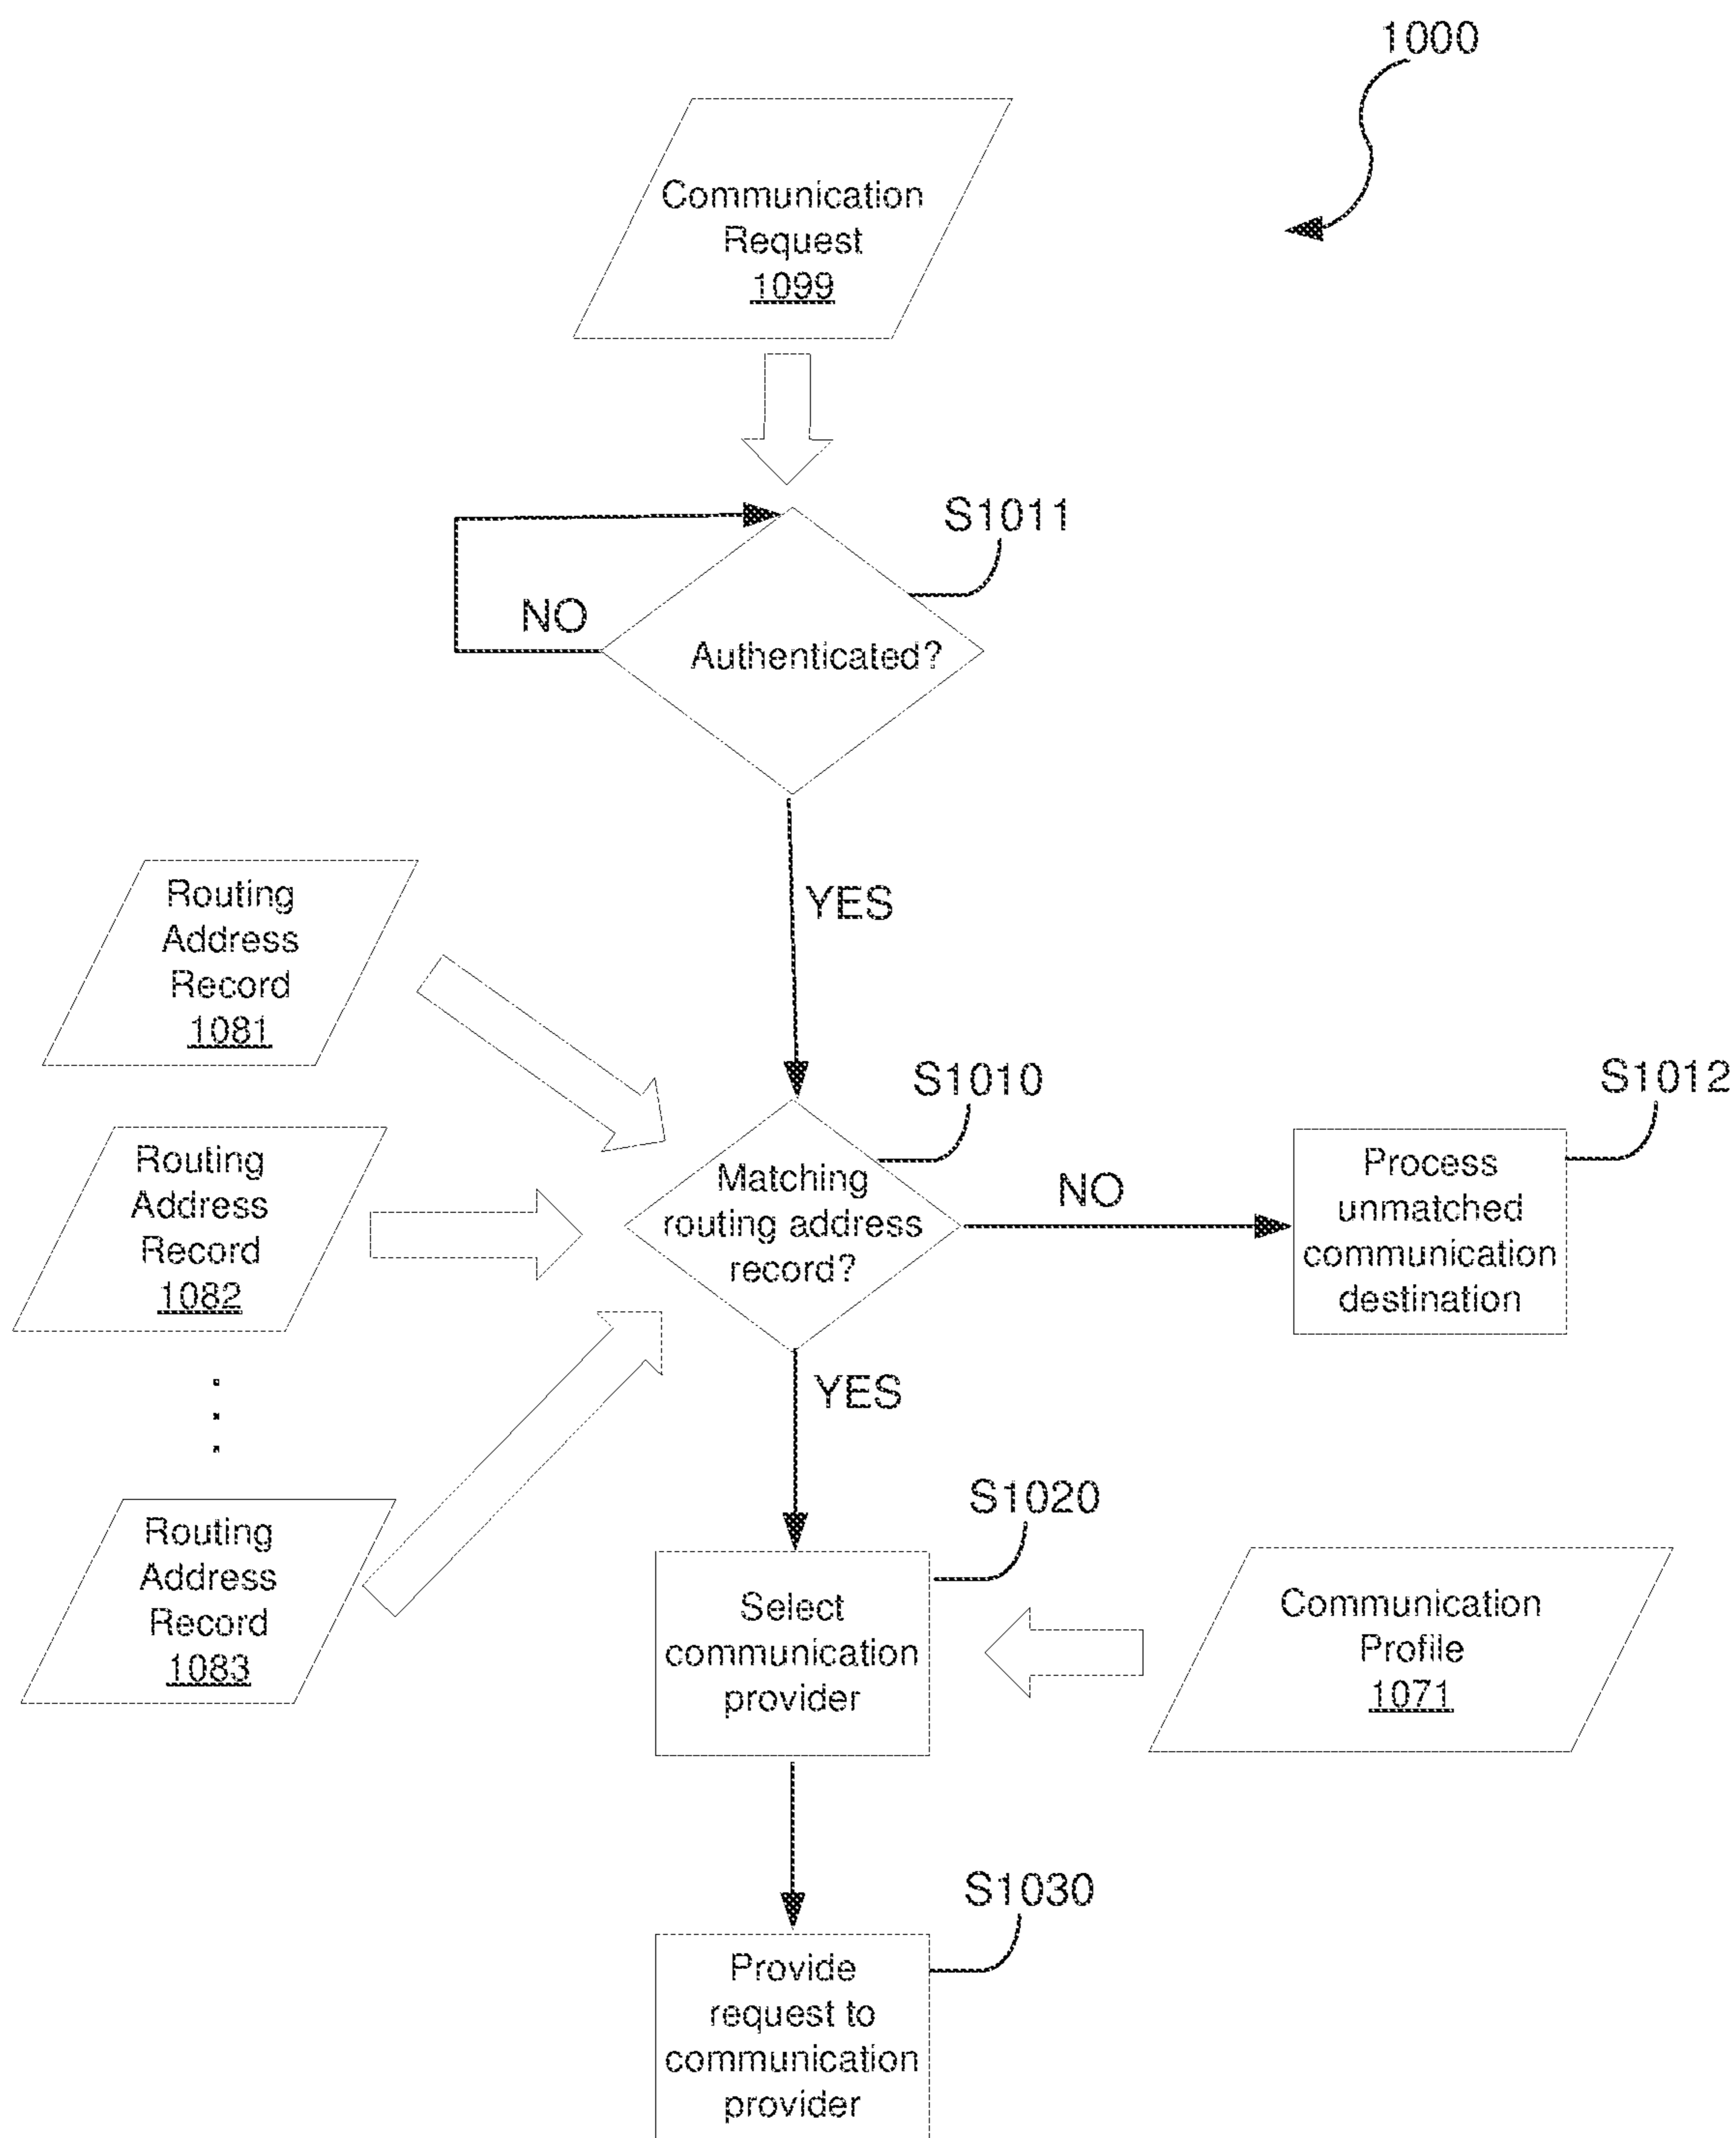 1000
Communication
Request
1099
S1011
NO
Authenticated?
YES
Routing
Address
Record
1081
S1010
S1012
Routing
Address
Record
1082
Matching
routing address
record?
NO
Process
unmatched
communication
destination
YES
S1020
Routing
Address
Record
1083
Select
communication
provider
Communication
Profile
1071
S1030
Provide
request to
communication
provider